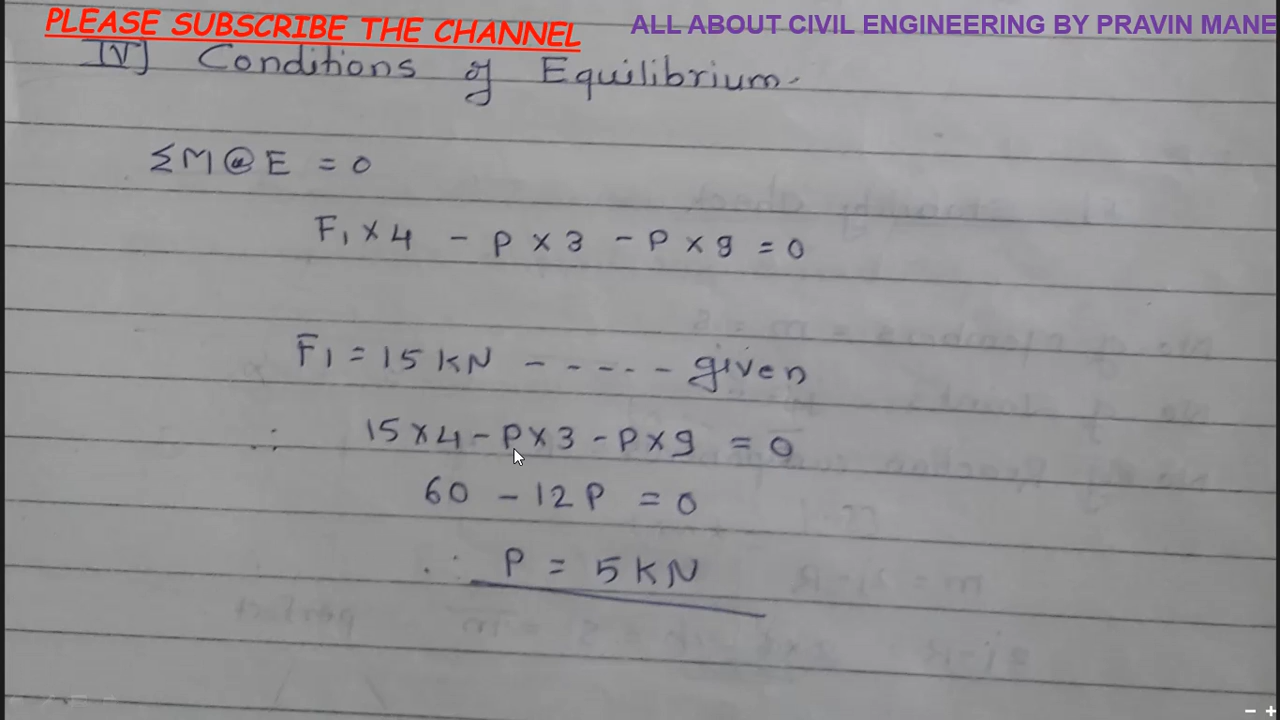 PLEASE SUBSCRIBE THE CHANNEL
ALL ABOUT CIVIL ENGINEERING BY PRAVIN MANE
IV] Conditions of Equilibrium.
ΣM@E = 0
F₁ × 4 - P × 3 - P × 9 = 0
F₁ = 15 KN - - - - - given
∴ 15 × 4 - P × 3 - P × 9 = 0
60 - 12 P = 0
∴ P = 5 KN
- +